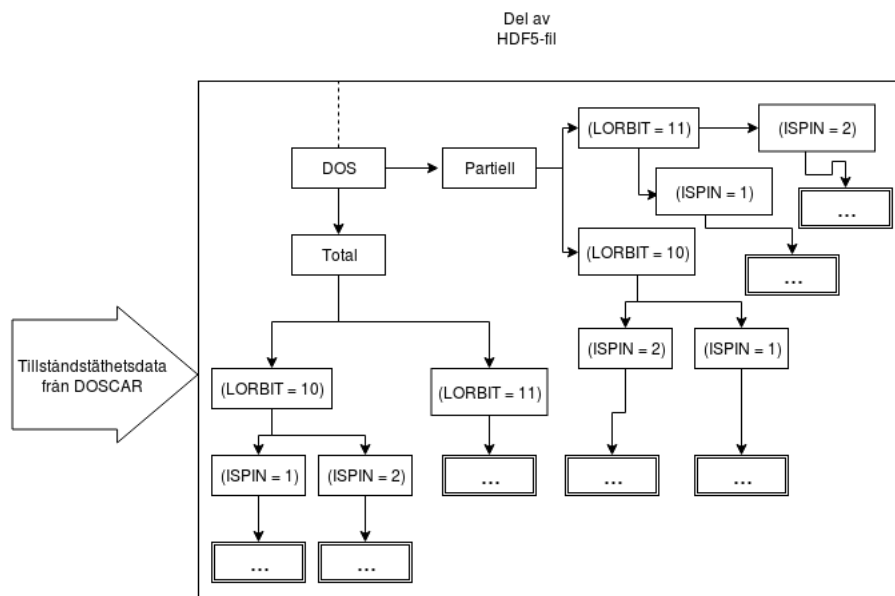 Del av
HDF5-fil
(LORBIT = 11)
(ISPIN = 2)
DOS
Partiell
(ISPIN = 1)
...
(LORBIT = 10)
Total
...
Tillståndstäthetsdata
från DOSCAR
(ISPIN = 2)
(ISPIN = 1)
(LORBIT = 10)
(LORBIT = 11)
(ISPIN = 1)
(ISPIN = 2)
...
...
...
...
...